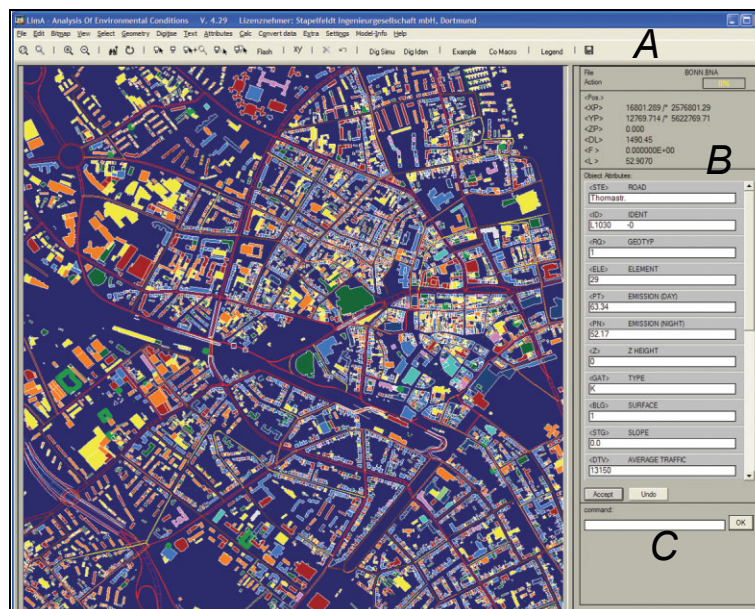 LimA - Analysis Of Environmental Conditions V. 4.29 Lizenznehmer: Stapelfeldt Ingenieurgesellschaft mbH, Dortmund
File Edit Bitmap View Select Geometry Digitise Text Attributes Calc Convert data Extra Settings Model-Info Help
Flash XY Dig Simu Dig Iden Example Co Macro Legend
A
File BONN.BNA
Action 0%
<Pos.>
<XP> 16801.289 /* 2576801.29
<YP> 12769.714 /* 5622769.71
<ZP> 0.000
<DL> 1490.45
<F > 0.000000E+00
<L > 52.9070
B
Object Attributes:
<STE> ROAD
Thomastr.
<ID> IDENT
L1030 -0
<RQ> GEOTYP
1
<ELE> ELEMENT
29
<PT> EMISSION (DAY)
63.34
<PN> EMISSION (NIGHT)
52.17
<Z> Z HEIGHT
0
<GAT> TYPE
K
<BLG> SURFACE
1
<STG> SLOPE
0.0
<DTV> AVERAGE TRAFFIC
13150
Accept Undo
command:
OK
C